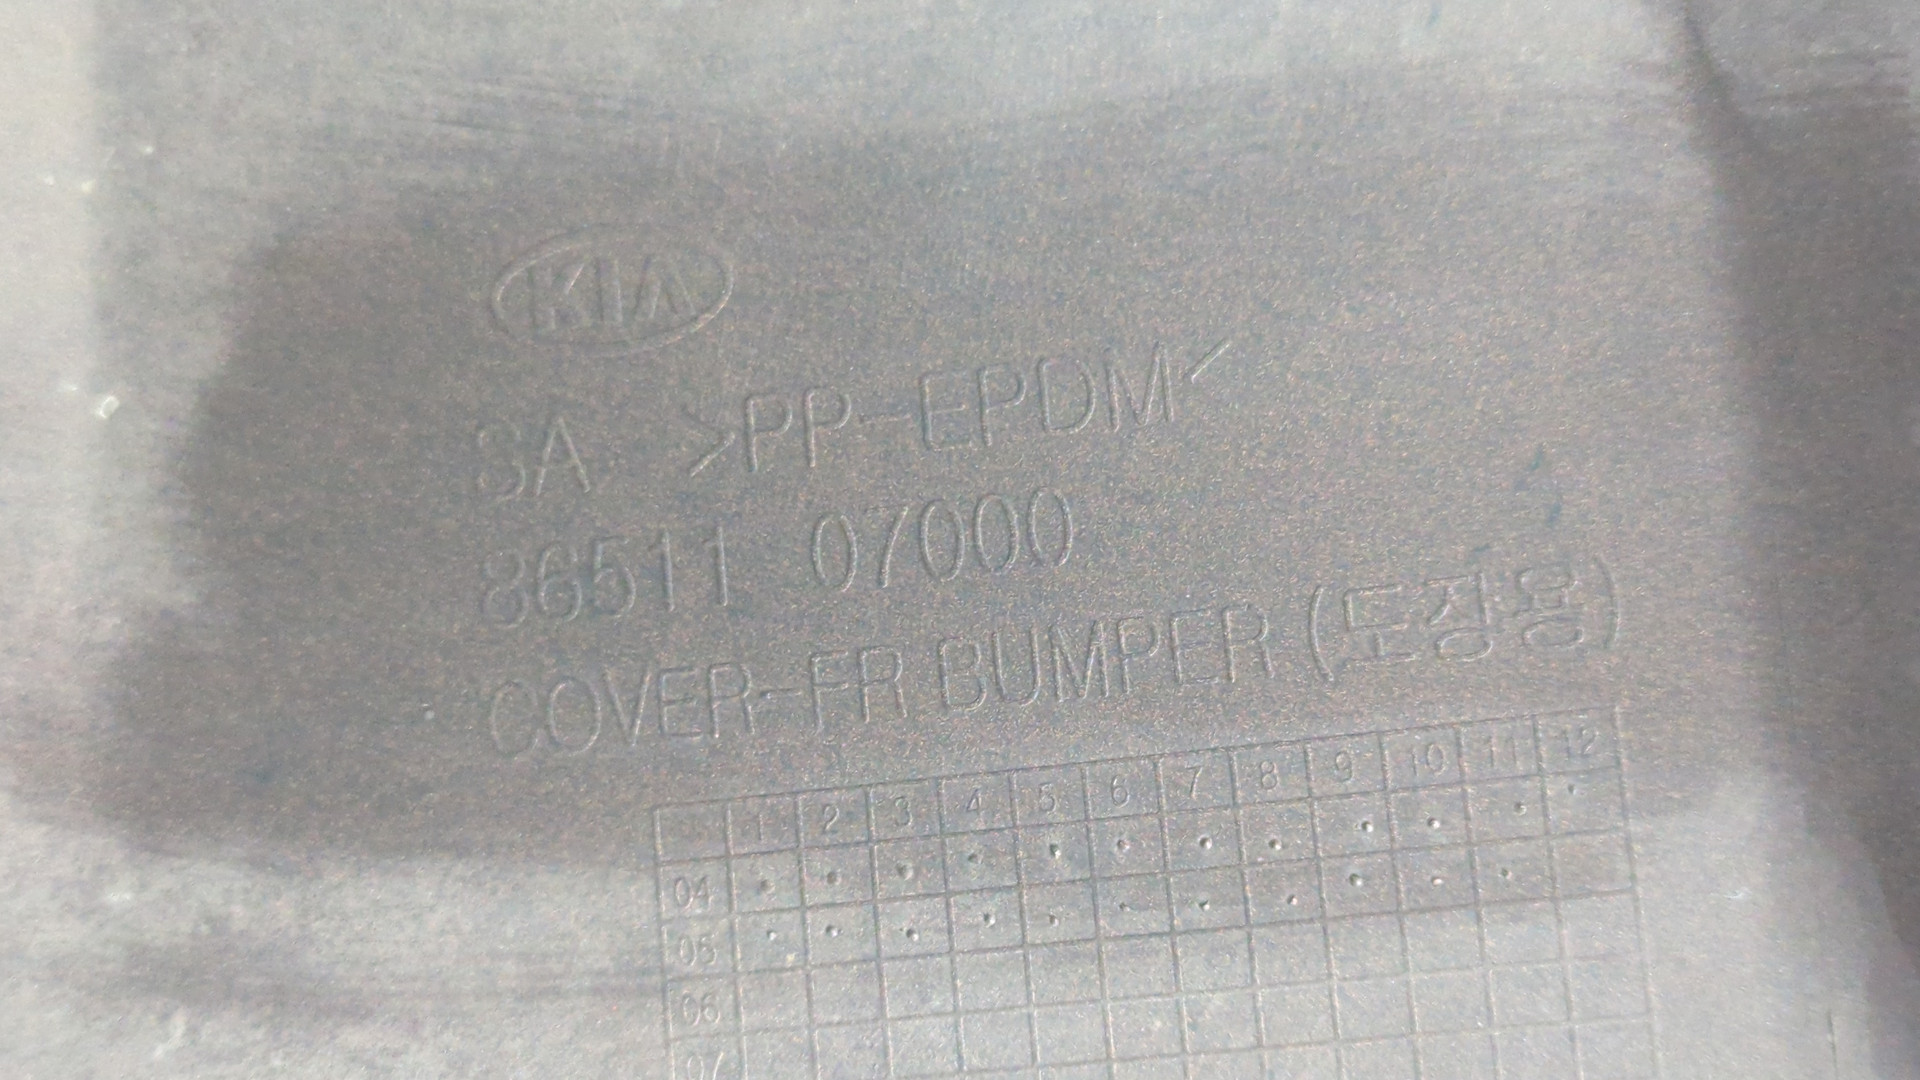 KIA
SA >PP-EPDM<
86511 07000
COVER-FR BUMPER (도장용)
1 2 3 4 5 6 7 8 9 10 11 12
04
05
06
07